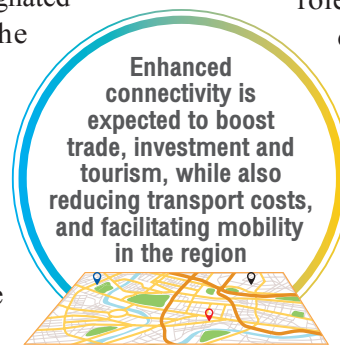 he
Enhanced
connectivity is
expected to boost
trade, investment and
tourism, while also
reducing transport costs,
and facilitating mobility
in the region